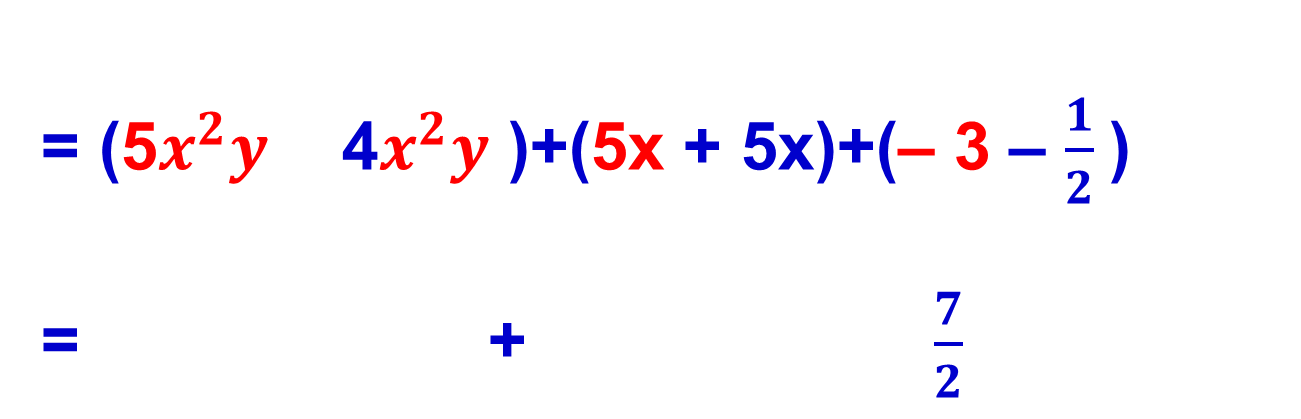 = (5x²y 4x²y )+(5x + 5x)+(– 3 – 1/2 )
= + 7/2